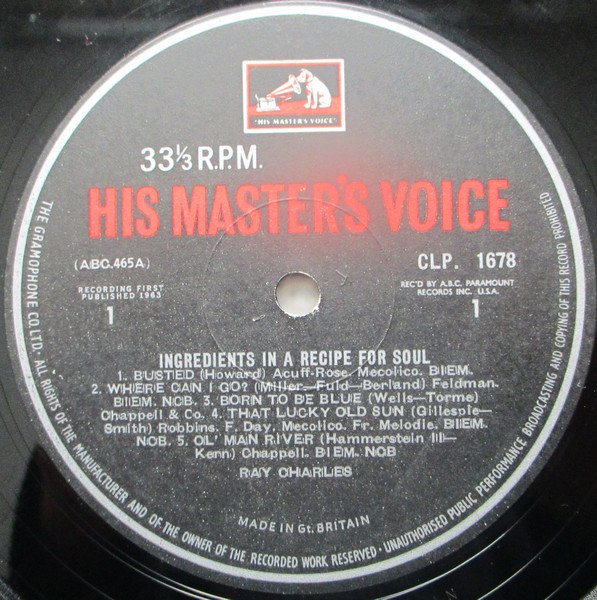 "HIS MASTER'S VOICE"
33⅓ R.P.M.
HIS MASTER'S VOICE
(ABC.465A)
CLP. 1678
RECORDING FIRST
PUBLISHED 1963
REC'D BY A.B.C. PARAMOUNT
RECORDS INC. U.S.A.
1
1
INGREDIENTS IN A RECIPE FOR SOUL
1. BUSTED (Howard) Acuff-Rose. Mecolico. BIEM.
2. WHERE CAN I GO? (Miller—Fuld—Berland) Feldman.
BIEM. NCB. 3. BORN TO BE BLUE (Wells—Torme)
Chappell & Co. 4. THAT LUCKY OLD SUN (Gillespie—
Smith) Robbins. F. Day. Mecolico. Fr. Melodie. BIEM.
NCB. 5. OL' MAN RIVER (Hammerstein II—
Kern) Chappell. BIEM. NCB
RAY CHARLES
MADE IN Gt. BRITAIN
THE GRAMOPHONE CO. LTD. · ALL RIGHTS OF THE MANUFACTURER AND OF THE OWNER OF THE RECORDED WORK RESERVED · UNAUTHORISED PUBLIC PERFORMANCE BROADCASTING AND COPYING OF THIS RECORD PROHIBITED